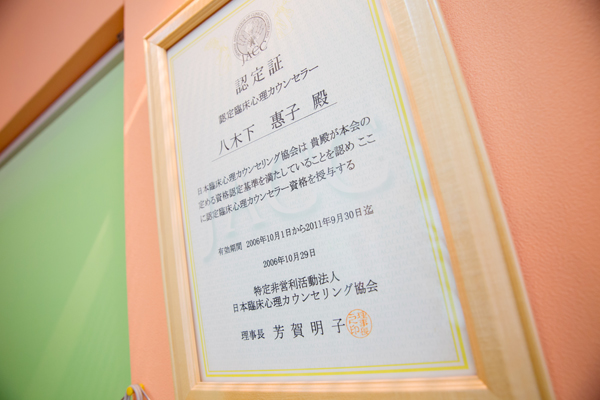 JACC
認定証
認定臨床心理カウンセラー
八木下 惠子 殿
日本臨床心理カウンセリング協会は 貴殿が本会の
定める資格認定基準を満たしていることを認め ここ
に認定臨床心理カウンセラー資格を授与する
有効期間 2006年10月1日から2011年9月30日迄
2006年10月29日
特定非営利活動法人
日本臨床心理カウンセリング協会
理事長 芳賀明子